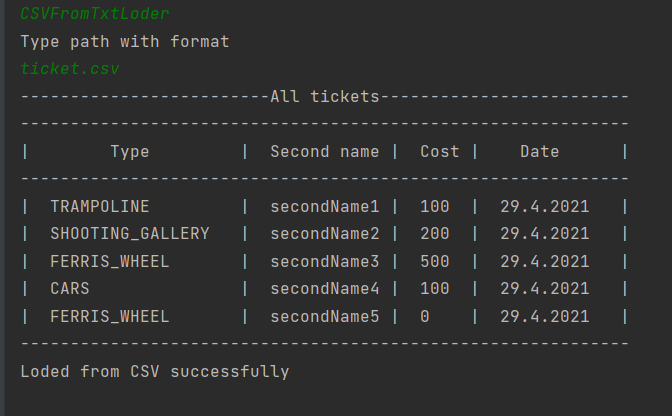 CSVFromTxtLoder
Type path with format
ticket.csv
-------------------------All tickets-------------------------
-------------------------------------------------------------
|        Type         |  Second name |  Cost |    Date      |
-------------------------------------------------------------
|  TRAMPOLINE         |  secondName1 |  100  |  29.4.2021   |
|  SHOOTING_GALLERY   |  secondName2 |  200  |  29.4.2021   |
|  FERRIS_WHEEL       |  secondName3 |  500  |  29.4.2021   |
|  CARS               |  secondName4 |  100  |  29.4.2021   |
|  FERRIS_WHEEL       |  secondName5 |  0    |  29.4.2021   |
-------------------------------------------------------------
Loded from CSV successfully